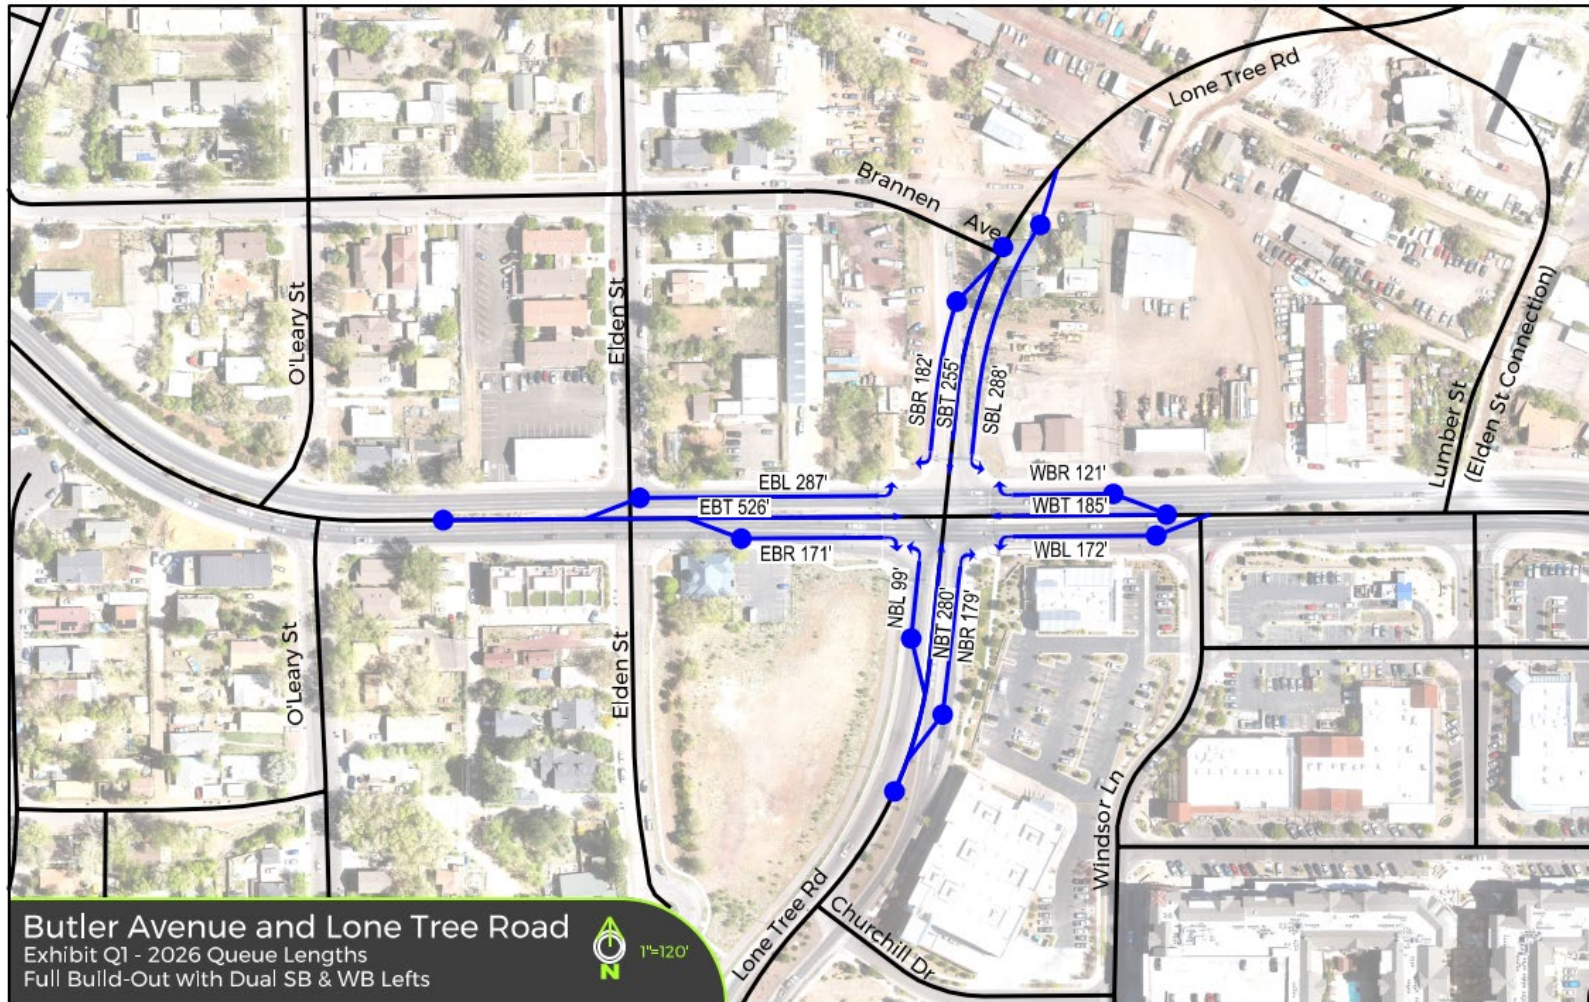 Lone Tree Rd
Brannen Ave
O'Leary St
Elden St
SBR 182'
SBT 255'
SBL 288'
Lumber St
(Elden St Connection)
EBL 287'
WBR 121'
EBT 526'
WBT 185'
EBR 171'
WBL 172'
NBL 99'
NBT 280'
NBR 179'
O'Leary St
Elden St
Windsor Ln
Lone Tree Rd
Churchill Dr
Butler Avenue and Lone Tree Road
Exhibit Q1 - 2026 Queue Lengths
Full Build-Out with Dual SB & WB Lefts
N
1"=120'